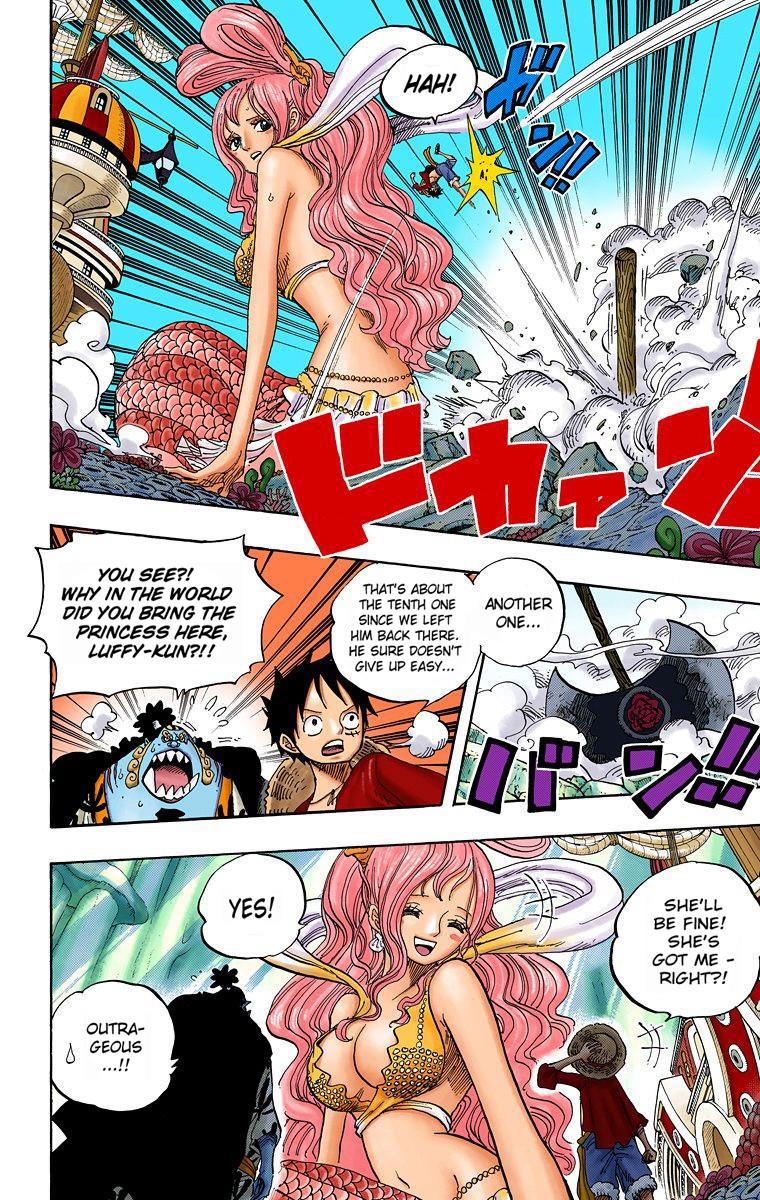 HAH!
ガン!!
ドカァン
ANOTHER
ONE...
THAT'S ABOUT
THE TENTH ONE
SINCE WE LEFT
HIM BACK THERE.
HE SURE DOESN'T
GIVE UP EASY...
バン!!
YOU SEE?!
WHY IN THE WORLD
DID YOU BRING THE
PRINCESS HERE,
LUFFY-KUN?!!
SHE'LL
BE FINE!
SHE'S
GOT ME -
RIGHT?!
YES!
OUTRA-
GEOUS
...!!